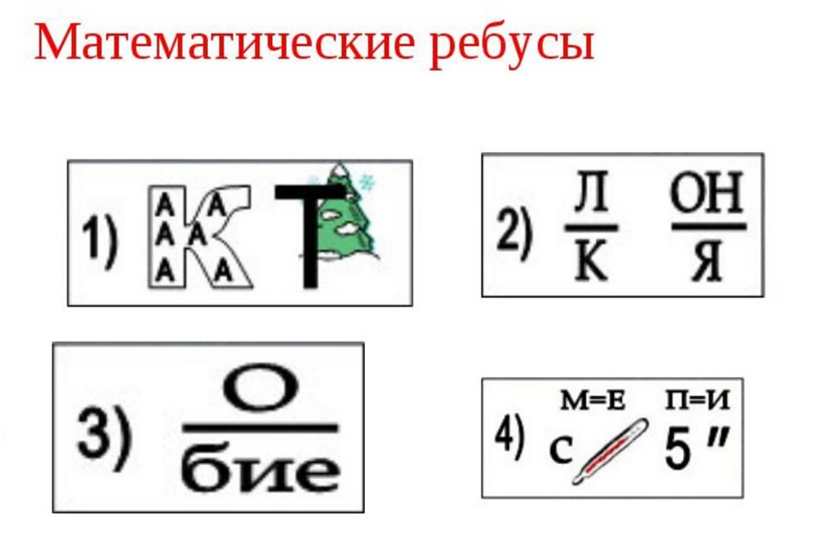 Математические ребусы
1) К А А А А А А Т
2) Л ОН
К Я
3) О
бие
М=Е П=И
4) с 5 "